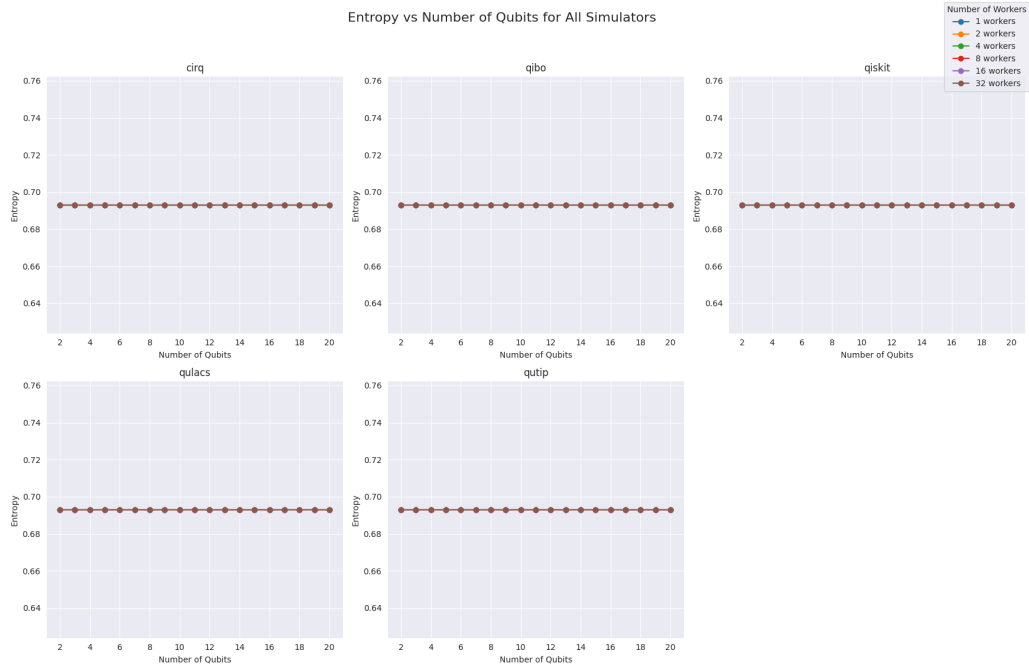 Entropy vs Number of Qubits for All Simulators
Number of Workers
1 workers
2 workers
4 workers
8 workers
16 workers
32 workers
cirq
0.76
0.74
0.72
0.70
0.68
0.66
0.64
Entropy
2 4 6 8 10 12 14 16 18 20
Number of Qubits
qibo
0.76
0.74
0.72
0.70
0.68
0.66
0.64
Entropy
2 4 6 8 10 12 14 16 18 20
Number of Qubits
qiskit
0.76
0.74
0.72
0.70
0.68
0.66
0.64
Entropy
2 4 6 8 10 12 14 16 18 20
Number of Qubits
qulacs
0.76
0.74
0.72
0.70
0.68
0.66
0.64
Entropy
2 4 6 8 10 12 14 16 18 20
Number of Qubits
qutip
0.76
0.74
0.72
0.70
0.68
0.66
0.64
Entropy
2 4 6 8 10 12 14 16 18 20
Number of Qubits